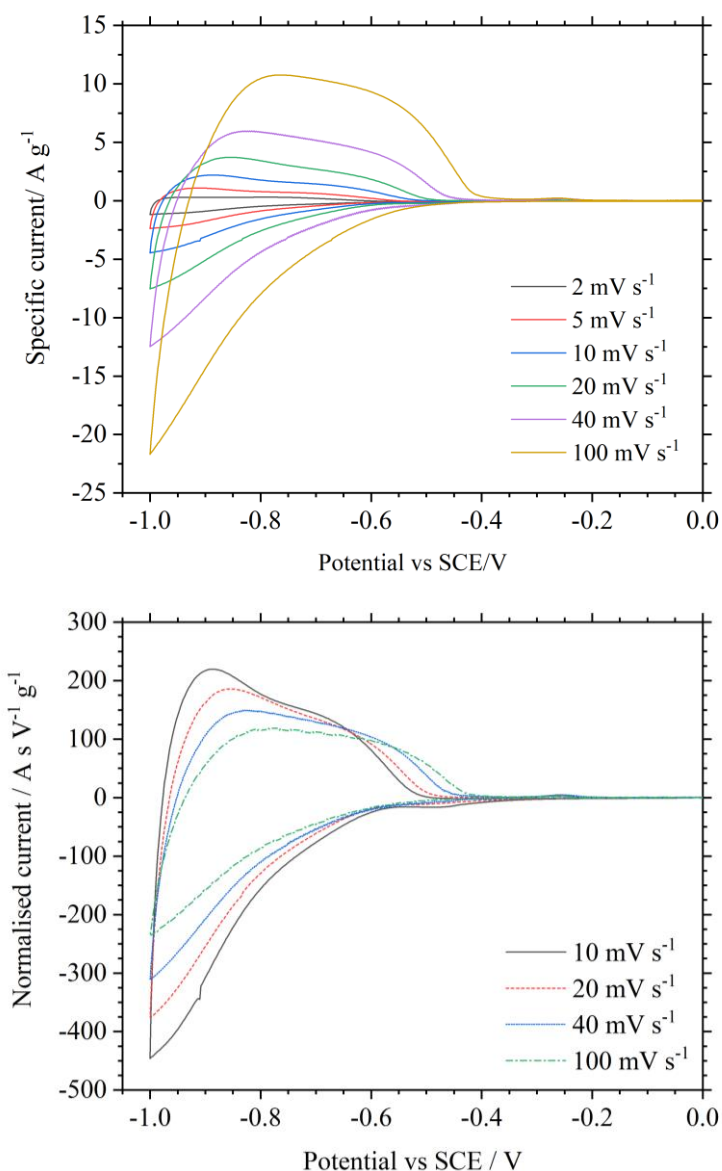 15
10
5
0
-5
-10
-15
-20
-25
Specific current/ A g⁻¹
2 mV s⁻¹
5 mV s⁻¹
10 mV s⁻¹
20 mV s⁻¹
40 mV s⁻¹
100 mV s⁻¹
-1.0 -0.8 -0.6 -0.4 -0.2 0.0
Potential vs SCE/V
300
200
100
0
-100
-200
-300
-400
-500
Normalised current / A s V⁻¹ g⁻¹
10 mV s⁻¹
20 mV s⁻¹
40 mV s⁻¹
100 mV s⁻¹
-1.0 -0.8 -0.6 -0.4 -0.2 0.0
Potential vs SCE / V